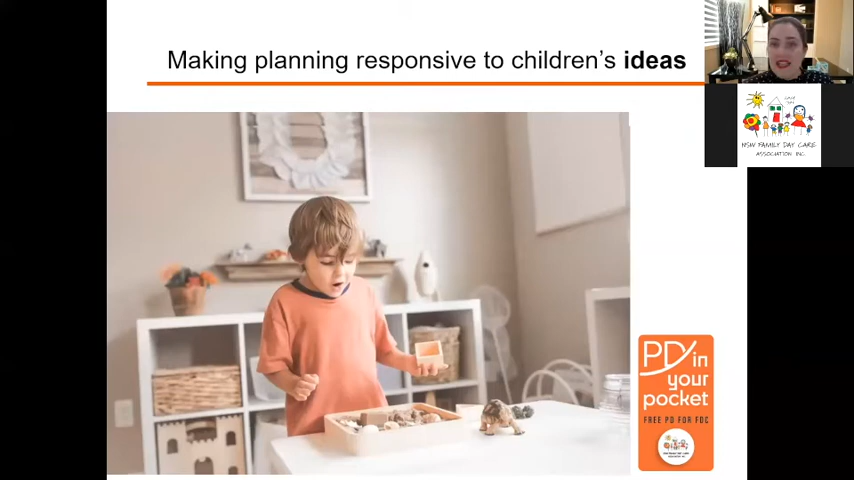 Making planning responsive to children's ideas
NSW FAMILY DAY CARE
ASSOCIATION INC.
PD in
your
pocket
FREE PD FOR FDC